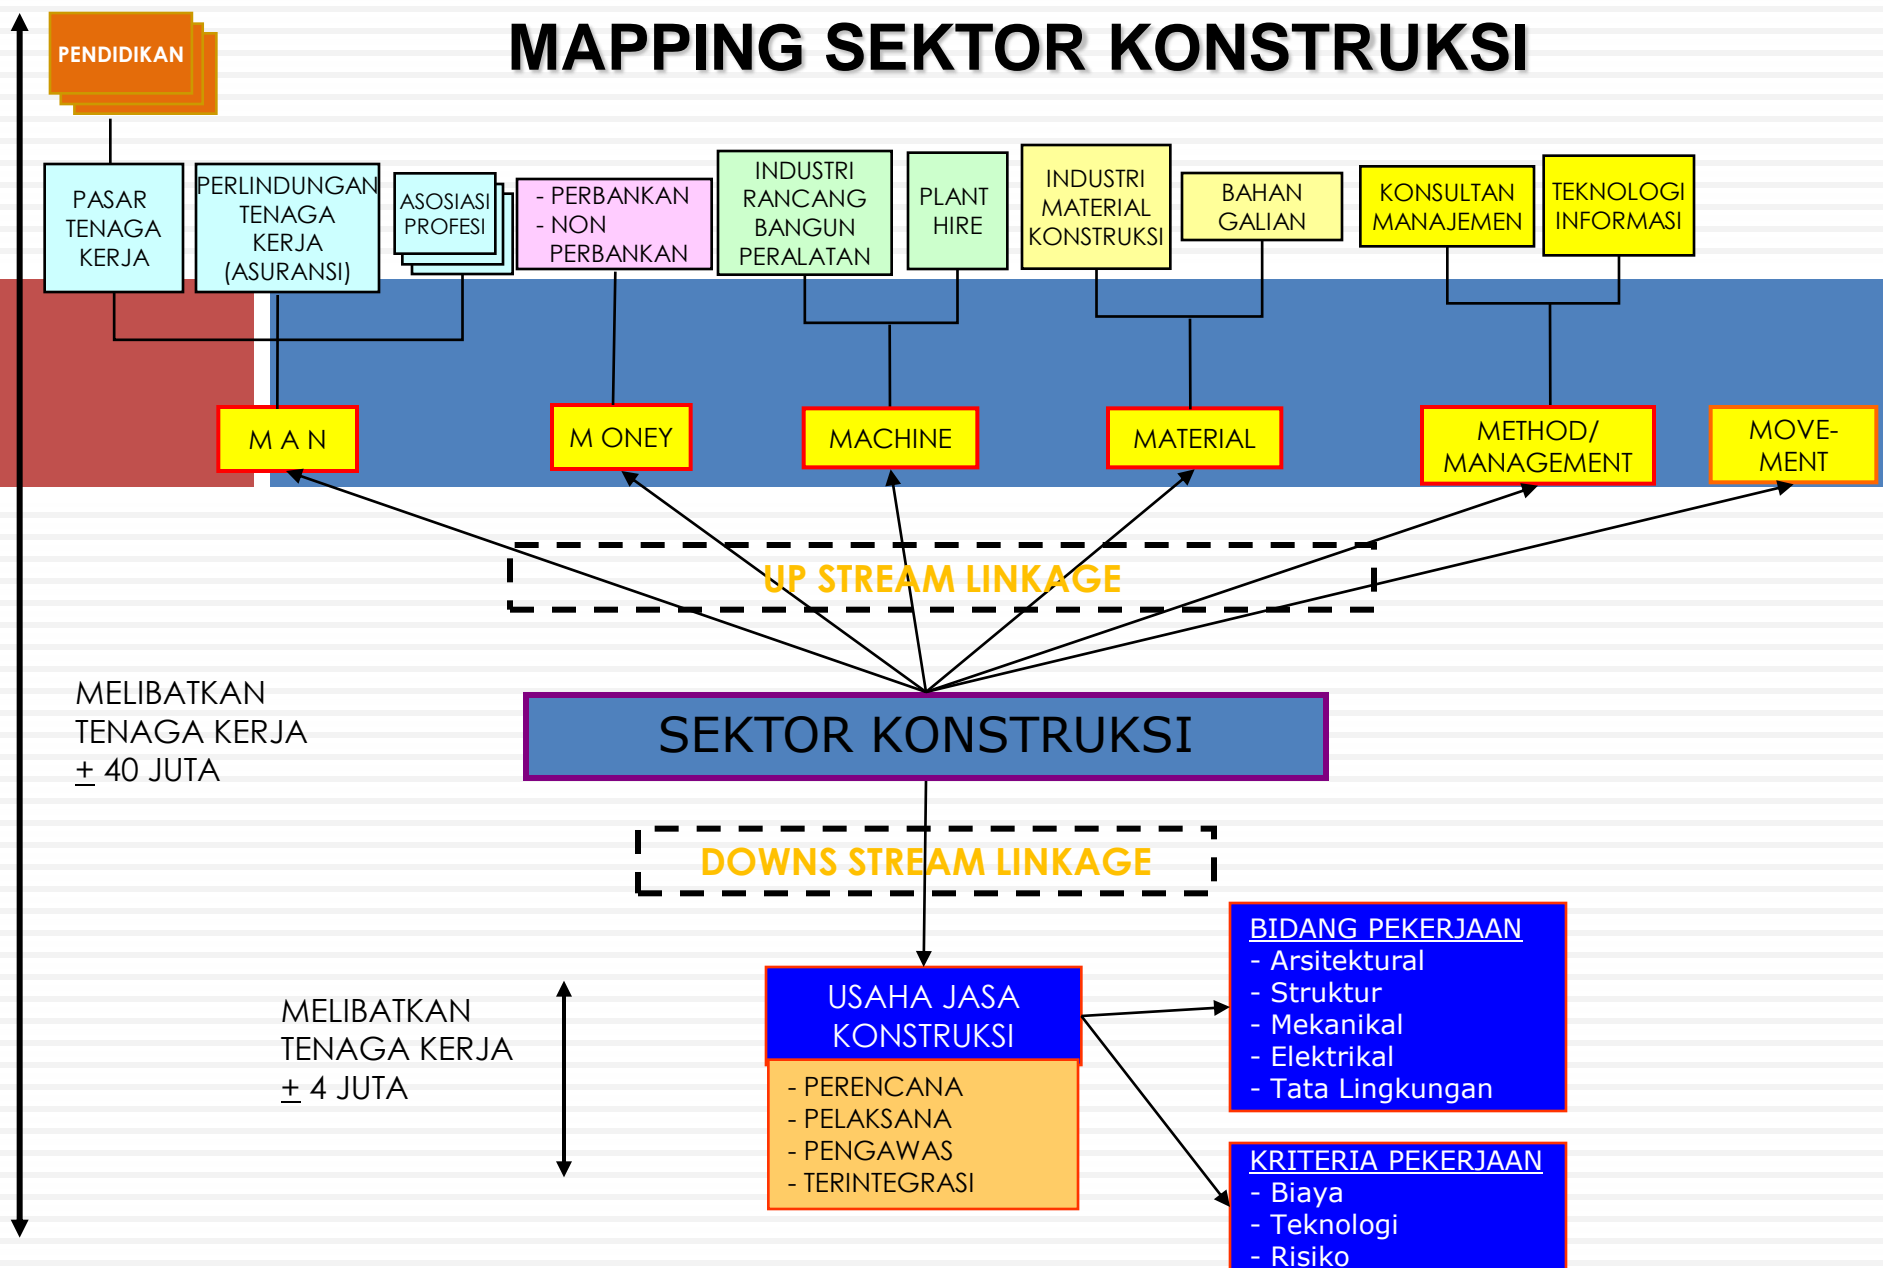 MAPPING SEKTOR KONSTRUKSI
PENDIDIKAN
PASAR
TENAGA
KERJA
PERLINDUNGAN
TENAGA
KERJA
(ASURANSI)
ASOSIASI
PROFESI
- PERBANKAN
- NON
PERBANKAN
INDUSTRI
RANCANG
BANGUN
PERALATAN
PLANT
HIRE
INDUSTRI
MATERIAL
KONSTRUKSI
BAHAN
GALIAN
KONSULTAN
MANAJEMEN
TEKNOLOGI
INFORMASI
M A N
M ONEY
MACHINE
MATERIAL
METHOD/
MANAGEMENT
MOVE-
MENT
UP STREAM LINKAGE
MELIBATKAN
TENAGA KERJA
± 40 JUTA
SEKTOR KONSTRUKSI
DOWNS STREAM LINKAGE
MELIBATKAN
TENAGA KERJA
± 4 JUTA
USAHA JASA
KONSTRUKSI
- PERENCANA
- PELAKSANA
- PENGAWAS
- TERINTEGRASI
BIDANG PEKERJAAN
- Arsitektural
- Struktur
- Mekanikal
- Elektrikal
- Tata Lingkungan
KRITERIA PEKERJAAN
- Biaya
- Teknologi
- Risiko